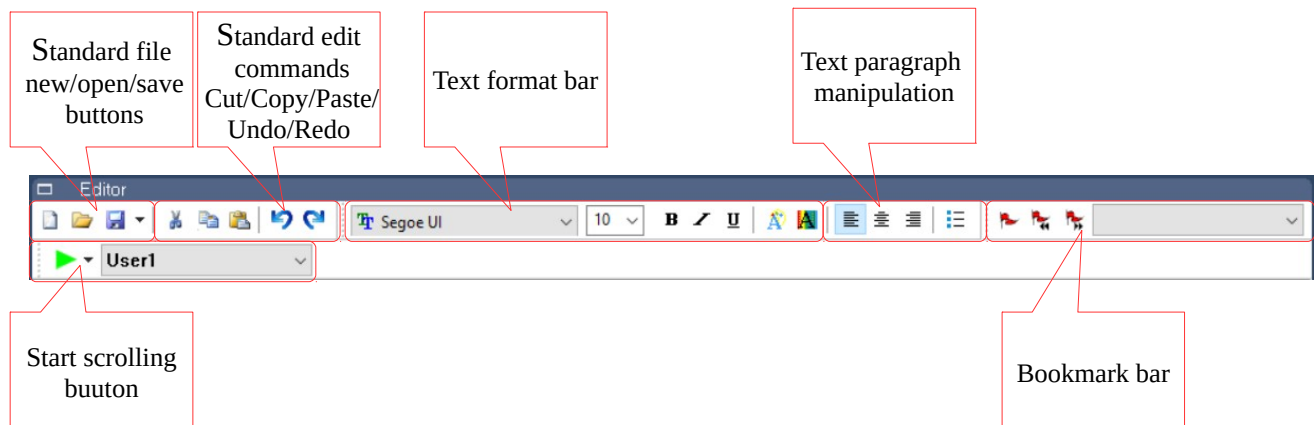 Standard file
new/open/save
buttons
Standard edit
commands
Cut/Copy/Paste/
Undo/Redo
Text format bar
Text paragraph
manipulation
Editor
Segoe UI
10
B I U
User1
Start scrolling
buuton
Bookmark bar